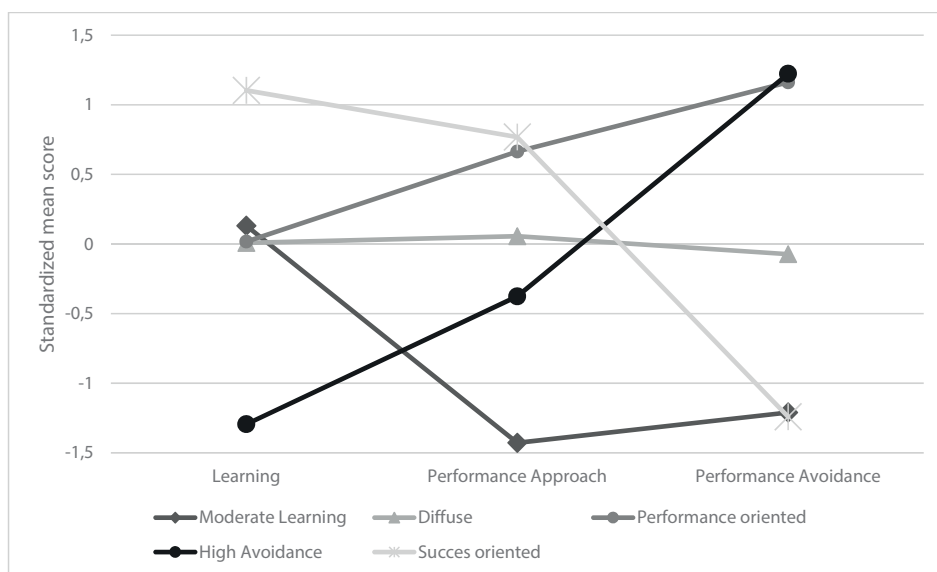 1,5
1
0,5
0
-0,5
-1
-1,5
Standardized mean score
Learning Performance Approach Performance Avoidance
Moderate Learning Diffuse Performance oriented
High Avoidance Succes oriented